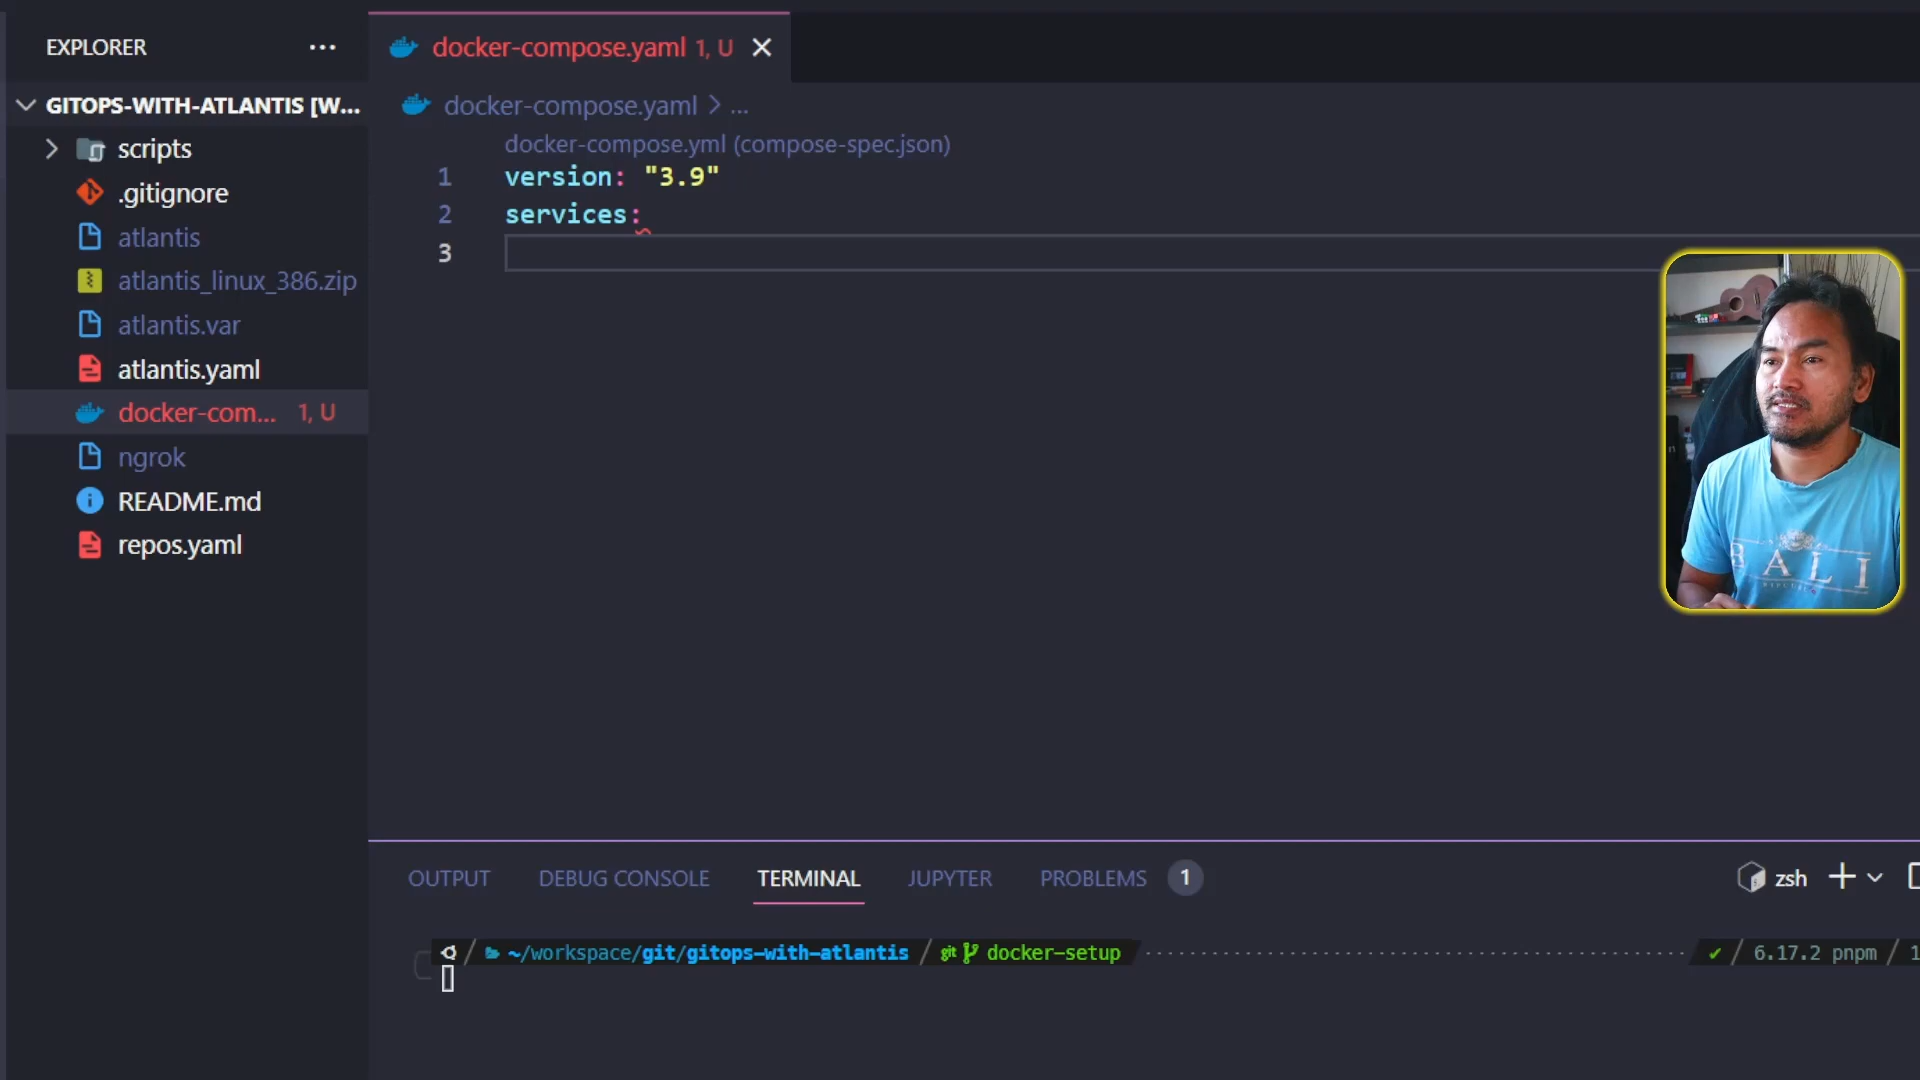 EXPLORER
GITOPS-WITH-ATLANTIS [W...
scripts
.gitignore
atlantis
atlantis_linux_386.zip
atlantis.var
atlantis.yaml
docker-com... 1, U
ngrok
README.md
repos.yaml
docker-compose.yaml 1, U
docker-compose.yaml > ...
docker-compose.yml (compose-spec.json)
1 version: "3.9"
2 services:
3
BALI
OUTPUT DEBUG CONSOLE TERMINAL JUPYTER PROBLEMS 1
zsh
~/workspace/git/gitops-with-atlantis / git docker-setup ✔ / 6.17.2 pnpm / 1